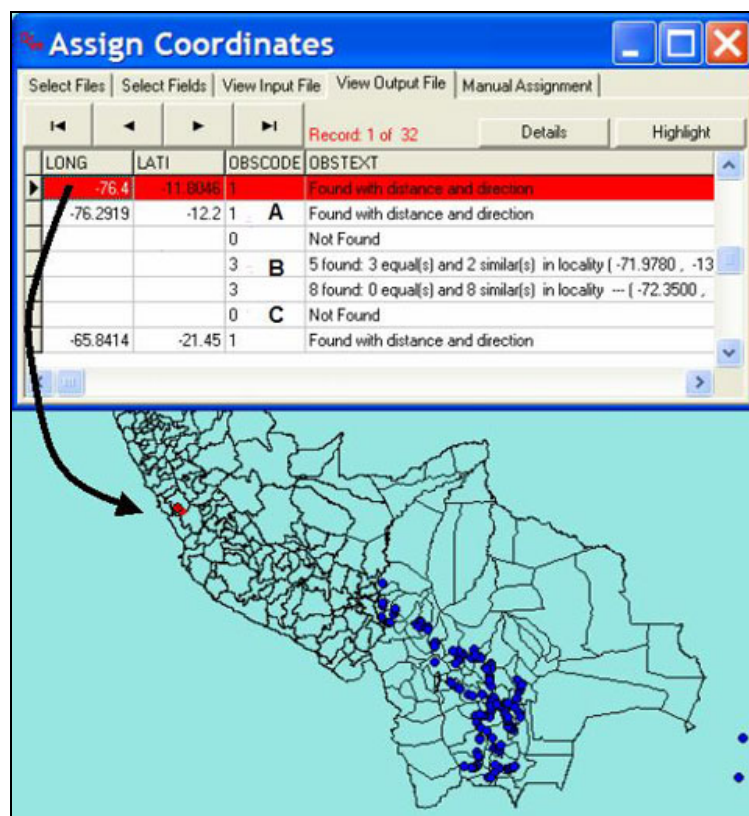 Assign Coordinates
Select Files Select Fields View Input File View Output File Manual Assignment
Record: 1 of 32 Details Highlight
LONG LATI OBSCODE OBSTEXT
-76.4 -11.8046 1 Found with distance and direction
-76.2919 -12.2 1 A Found with distance and direction
0 Not Found
3 B 5 found: 3 equal(s) and 2 similar(s) in locality ( -71.9780 , -13
3 8 found: 0 equal(s) and 8 similar(s) in locality --- ( -72.3500 ,
0 C Not Found
-65.8414 -21.45 1 Found with distance and direction